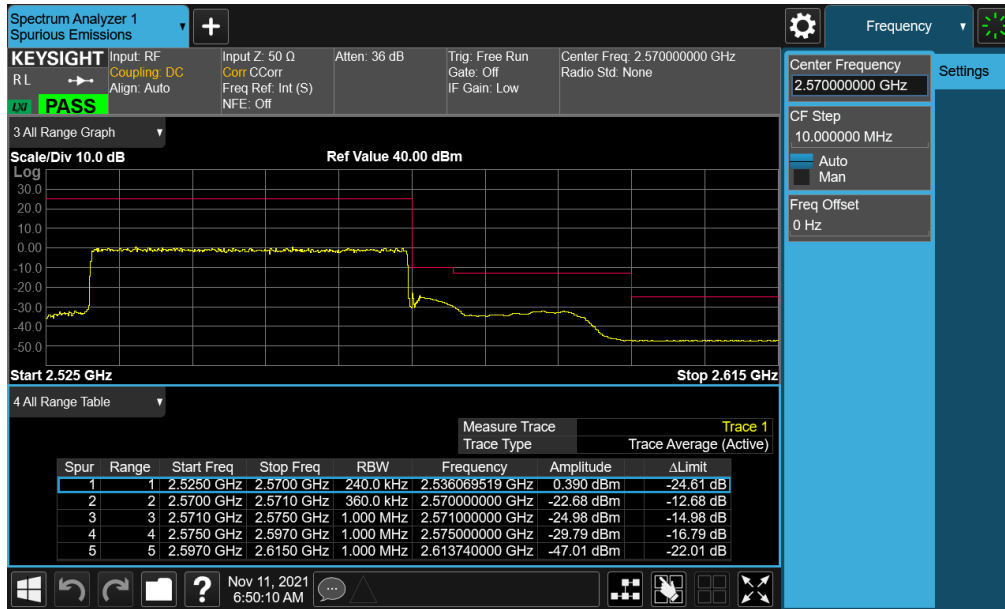 Spectrum Analyzer 1
Spurious Emissions
+
Frequency
KEYSIGHT
R L
LXI
PASS
Input: RF
Coupling: DC
Align: Auto
Input Z: 50 Ω
Corr CCorr
Freq Ref: Int (S)
NFE: Off
Atten: 36 dB
Trig: Free Run
Gate: Off
IF Gain: Low
Center Freq: 2.570000000 GHz
Radio Std: None
Center Frequency
2.570000000 GHz
Settings
CF Step
10.000000 MHz
Auto
Man
Freq Offset
0 Hz
3 All Range Graph
Scale/Div 10.0 dB
Ref Value 40.00 dBm
Log
30.0
20.0
10.0
0.00
-10.0
-20.0
-30.0
-40.0
-50.0
Start 2.525 GHz
Stop 2.615 GHz
4 All Range Table
Measure Trace Trace 1
Trace Type Trace Average (Active)
Spur Range Start Freq Stop Freq RBW Frequency Amplitude ΔLimit
1 1 2.5250 GHz 2.5700 GHz 240.0 kHz 2.536069519 GHz 0.390 dBm -24.61 dB
2 2 2.5700 GHz 2.5710 GHz 360.0 kHz 2.570000000 GHz -22.68 dBm -12.68 dB
3 3 2.5710 GHz 2.5750 GHz 1.000 MHz 2.571000000 GHz -24.98 dBm -14.98 dB
4 4 2.5750 GHz 2.5970 GHz 1.000 MHz 2.575000000 GHz -29.79 dBm -16.79 dB
5 5 2.5970 GHz 2.6150 GHz 1.000 MHz 2.613740000 GHz -47.01 dBm -22.01 dB
?
Nov 11, 2021
6:50:10 AM